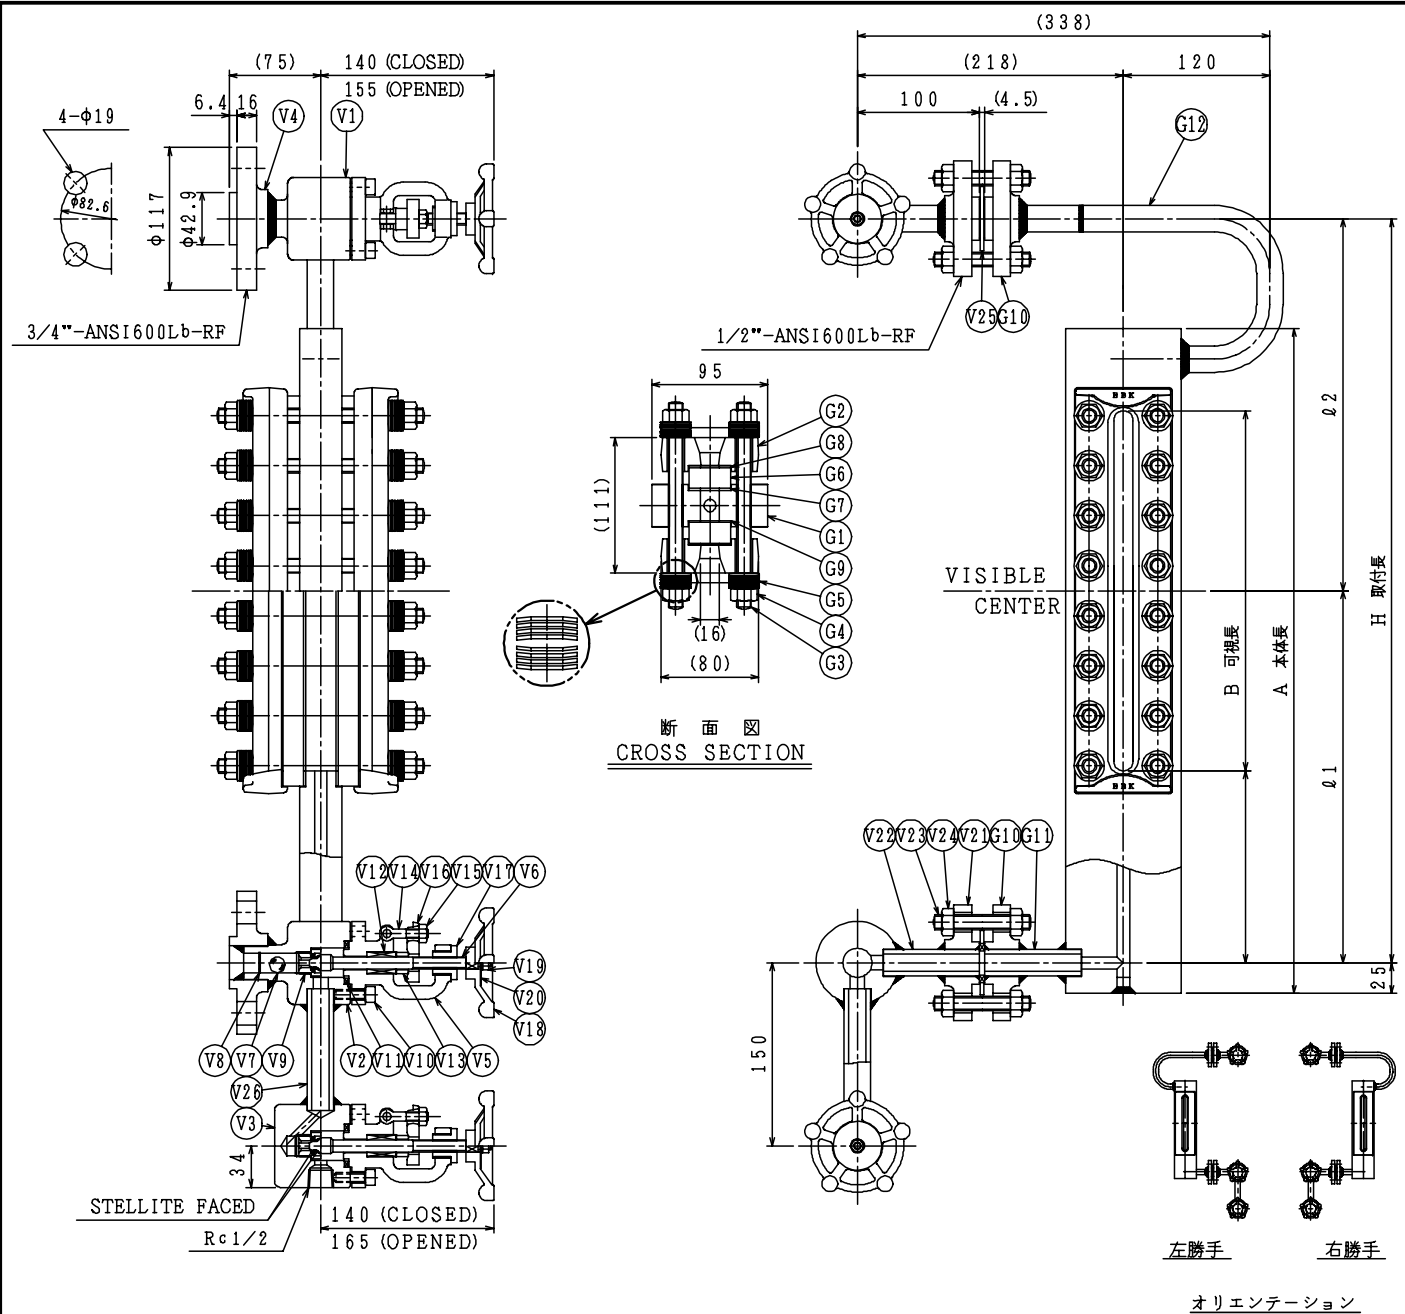 (338)
(75)
140 (CLOSED)
155 (OPENED)
(218)
120
6.4
16
V4
V1
100
(4.5)
G12
4-φ19
φ82.6
φ117
φ42.9
3/4"-ANSI600Lb-RF
V25
G10
1/2"-ANSI600Lb-RF
95
BBK
G2
G8
G6
G7
G1
G9
G5
G4
G3
(111)
(16)
(80)
断面図
CROSS SECTION
VISIBLE
CENTER
ℓ2
H 取付長
B 可視長
A 本体長
ℓ1
BBK
25
V12
V14
V16
V15
V17
V6
V19
V20
V18
V8
V7
V9
V2
V11
V10
V13
V5
V26
V3
34
STELLITE FACED
Rc1/2
140 (CLOSED)
165 (OPENED)
V22
V23
V24
V21
G10
G11
150
左勝手
右勝手
オリエンテーション